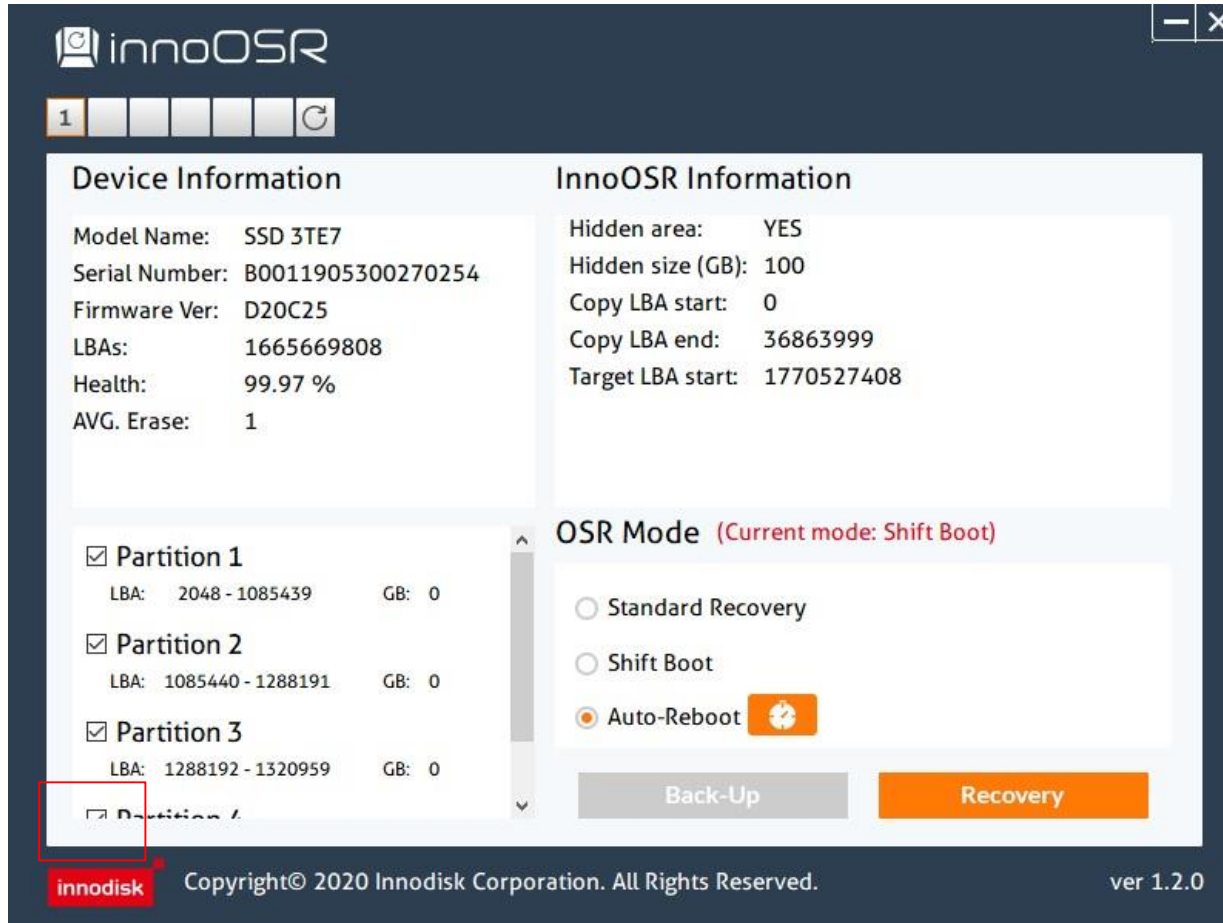 innoOSR
1
Device Information
Model Name: SSD 3TE7
Serial Number: B0011905300270254
Firmware Ver: D20C25
LBAs: 1665669808
Health: 99.97 %
AVG. Erase: 1
InnoOSR Information
Hidden area: YES
Hidden size (GB): 100
Copy LBA start: 0
Copy LBA end: 36863999
Target LBA start: 1770527408
Partition 1
LBA: 2048 - 1085439 GB: 0
Partition 2
LBA: 1085440 - 1288191 GB: 0
Partition 3
LBA: 1288192 - 1320959 GB: 0
Partition 4
OSR Mode (Current mode: Shift Boot)
Standard Recovery
Shift Boot
Auto-Reboot
Back-Up Recovery
innodisk Copyright© 2020 Innodisk Corporation. All Rights Reserved. ver 1.2.0